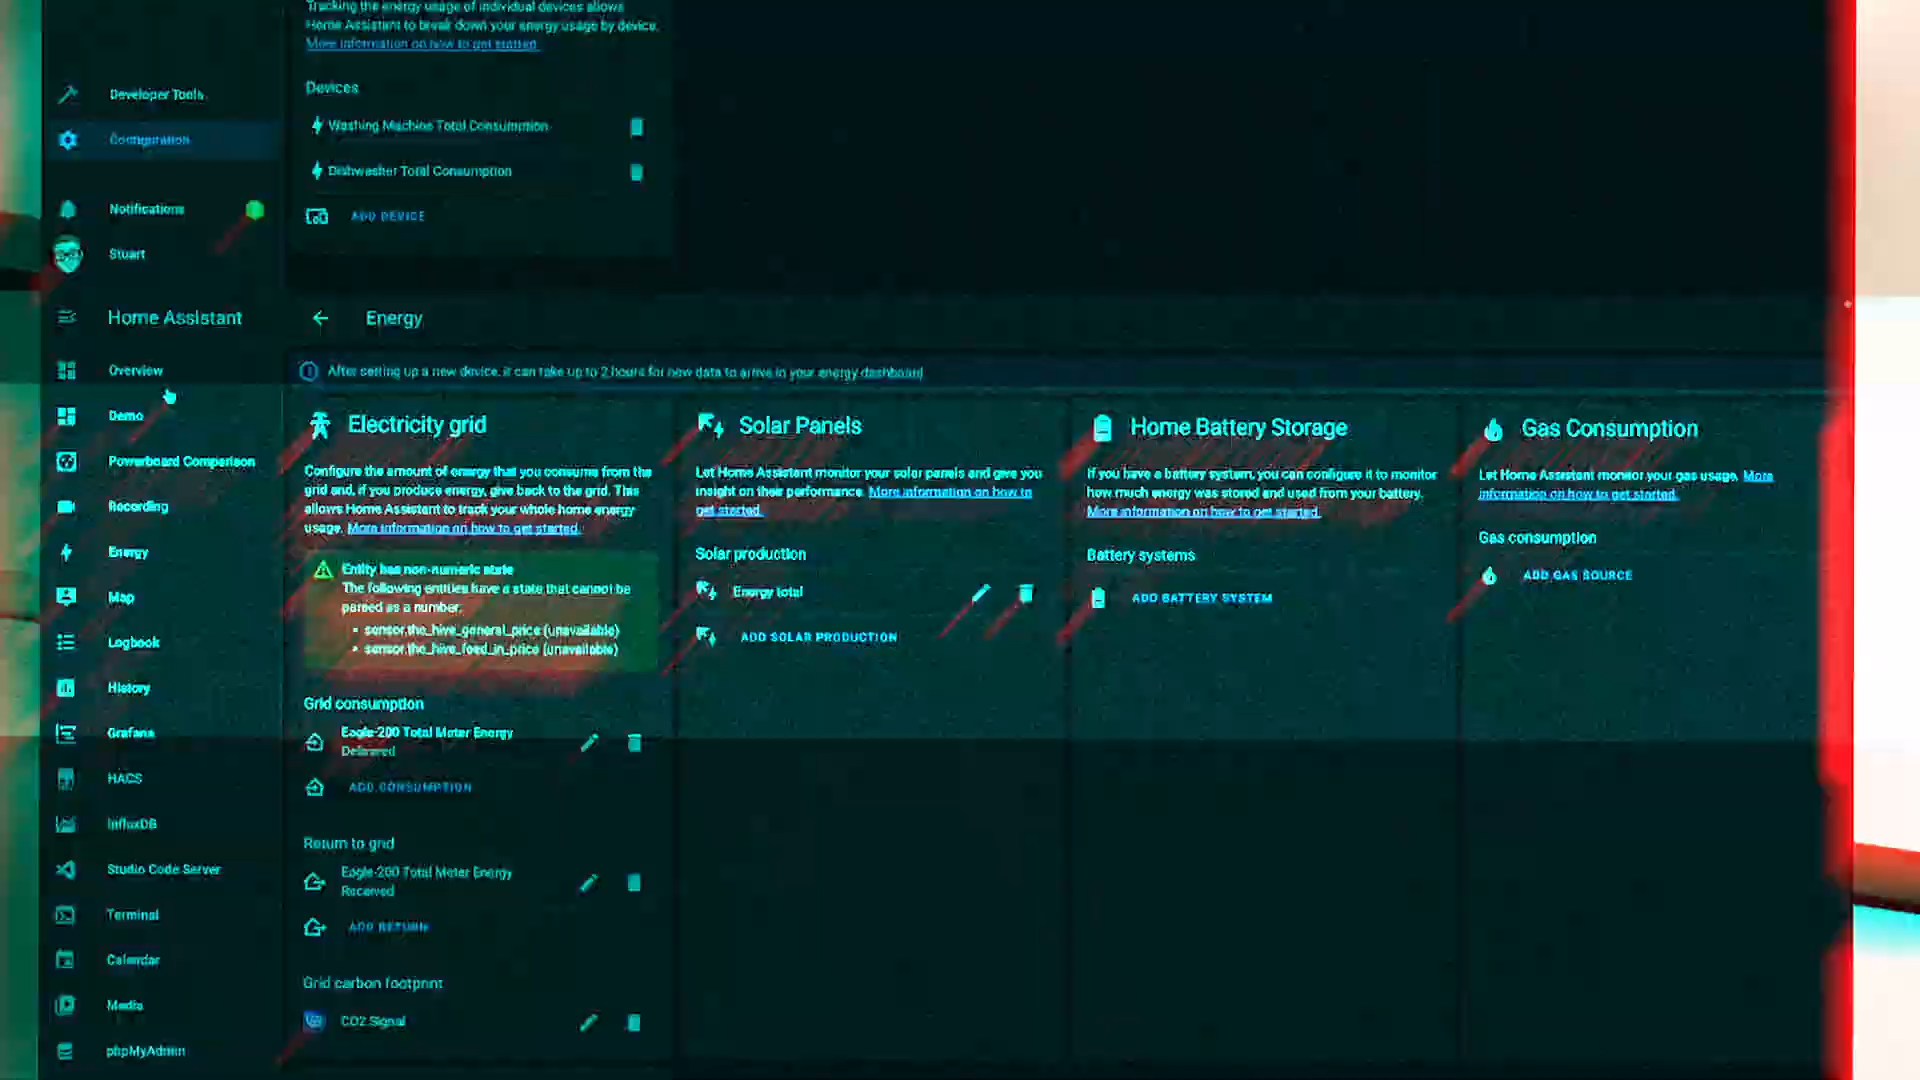 Tracking the energy usage of individual devices allows
Home Assistant to break down your energy usage by device.
More information on how to get started.
Devices
Washing Machine Total Consumption
Dishwasher Total Consumption
ADD DEVICE
Developer Tools
Configuration
Notifications
Stuart
Home Assistant
Overview
Demo
Powerboard Comparison
Recording
Energy
Map
Logbook
History
Grafana
HACS
InfluxDB
Studio Code Server
Terminal
Calendar
Media
phpMyAdmin
Energy
After setting up a new device, it can take up to 2 hours for new data to arrive in your energy dashboard.
Electricity grid
Configure the amount of energy that you consume from the
grid and, if you produce energy, give back to the grid. This
allows Home Assistant to track your whole home energy
usage. More information on how to get started.
Entity has non-numeric state
The following entities have a state that cannot be
parsed as a number:
• sensor.the_hive_general_price (unavailable)
• sensor.the_hive_feed_in_price (unavailable)
Grid consumption
Eagle-200 Total Meter Energy
Delivered
ADD CONSUMPTION
Return to grid
Eagle-200 Total Meter Energy
Received
ADD RETURN
Grid carbon footprint
CO2 Signal
Solar Panels
Let Home Assistant monitor your solar panels and give you
insight on their performance. More information on how to
get started.
Solar production
Energy total
ADD SOLAR PRODUCTION
Home Battery Storage
If you have a battery system, you can configure it to monitor
how much energy was stored and used from your battery.
More information on how to get started.
Battery systems
ADD BATTERY SYSTEM
Gas Consumption
Let Home Assistant monitor your gas usage. More
information on how to get started.
Gas consumption
ADD GAS SOURCE